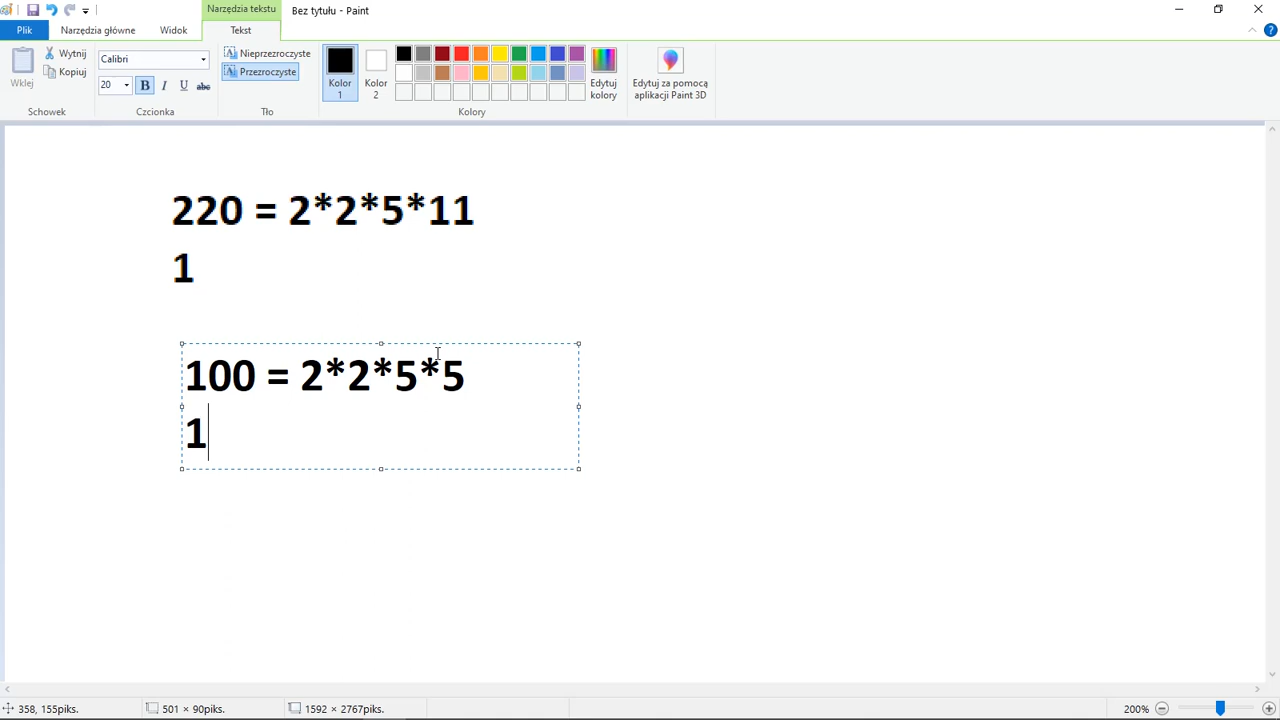 Narzędzia tekstu
Bez tytułu - Paint
Plik
Narzędzia główne
Widok
Tekst
Wklej
Wytnij
Kopiuj
Schowek
Calibri
20
B I U abc
Czcionka
Nieprzezroczyste
Przezroczyste
Tło
Kolor 1
Kolor 2
Edytuj kolory
Kolory
Edytuj za pomocą aplikacji Paint 3D
220 = 2*2*5*11
1
100 = 2*2*5*5
1
358, 155piks.
501 × 90piks.
1592 × 2767piks.
200%